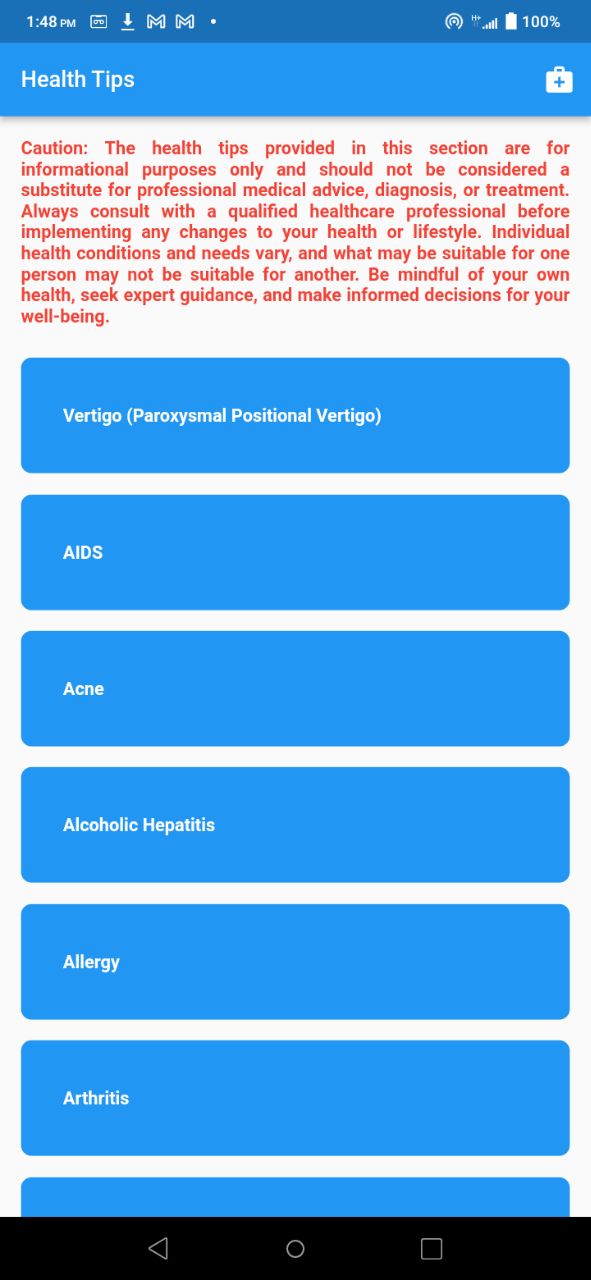 1:48 PM 100%
Health Tips
Caution: The health tips provided in this section are for
informational purposes only and should not be considered a
substitute for professional medical advice, diagnosis, or treatment.
Always consult with a qualified healthcare professional before
implementing any changes to your health or lifestyle. Individual
health conditions and needs vary, and what may be suitable for one
person may not be suitable for another. Be mindful of your own
health, seek expert guidance, and make informed decisions for your
well-being.
Vertigo (Paroxysmal Positional Vertigo)
AIDS
Acne
Alcoholic Hepatitis
Allergy
Arthritis